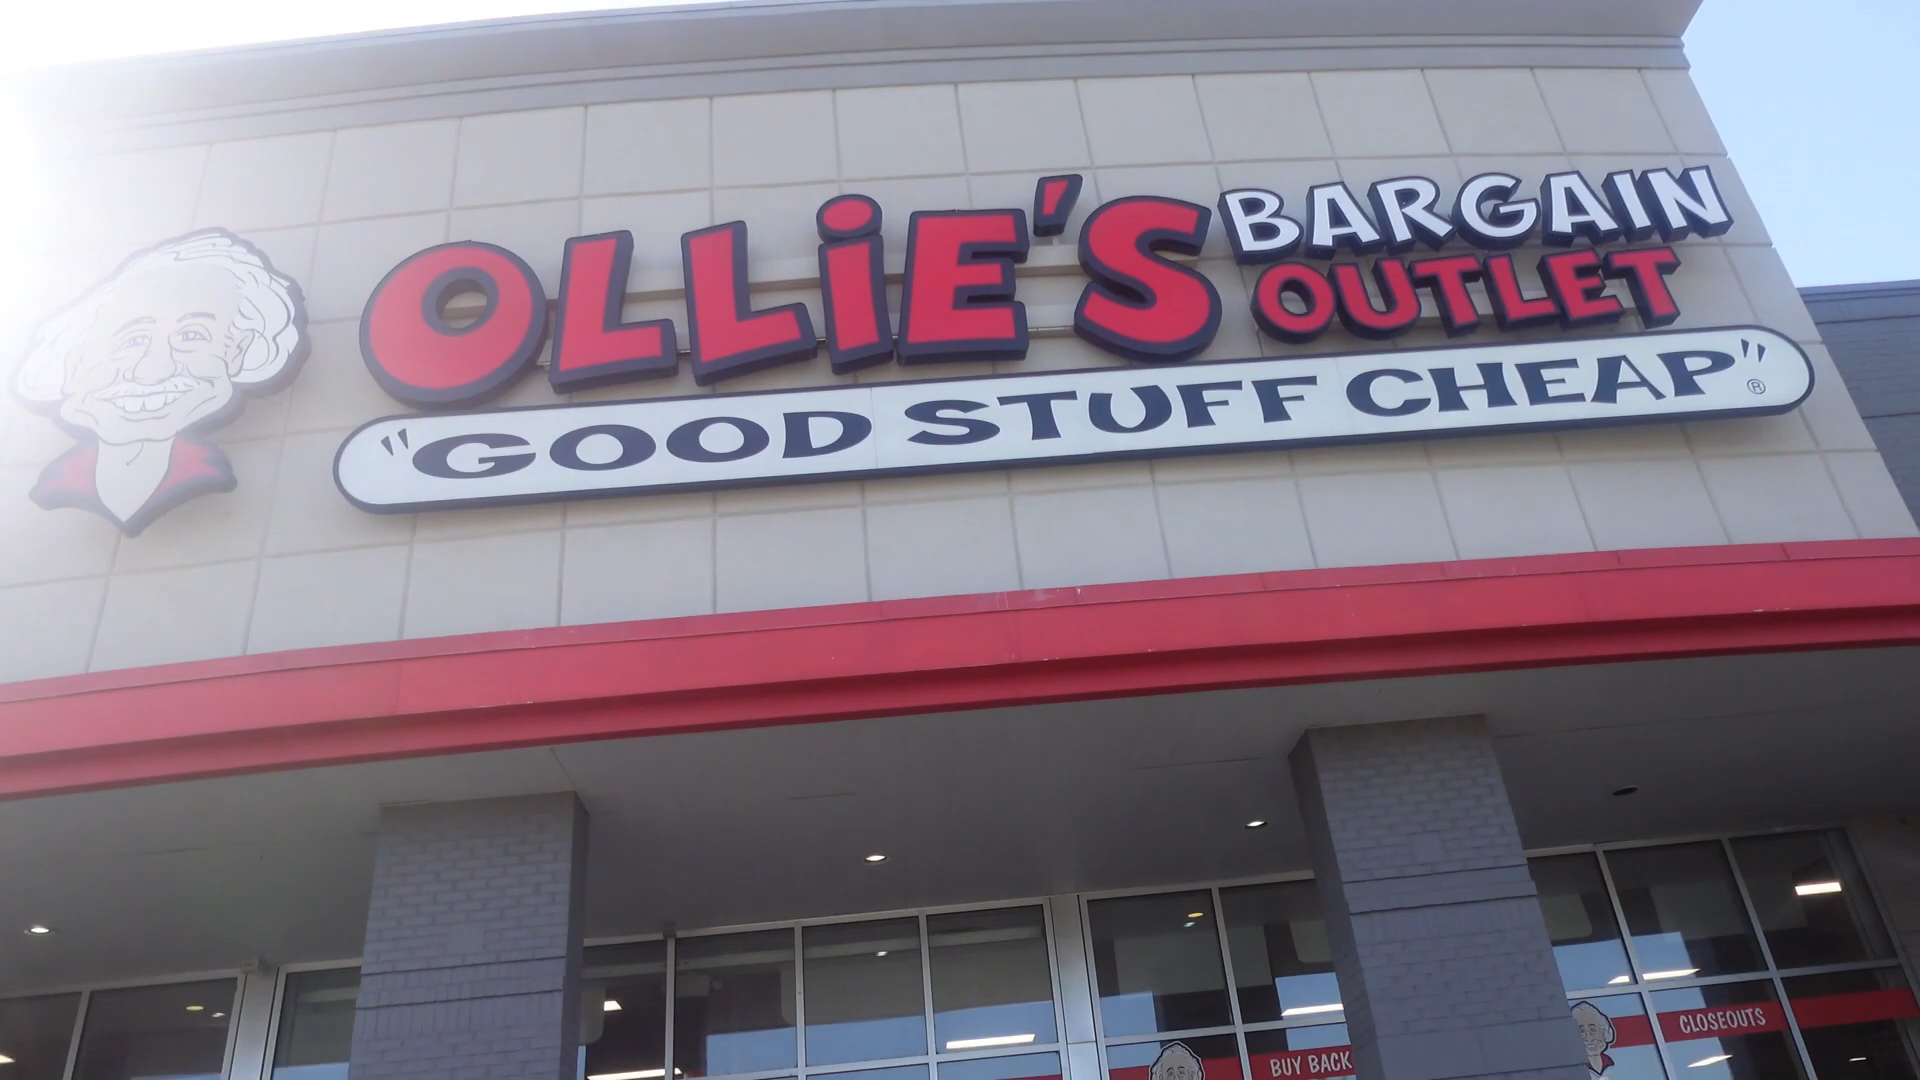 OLLiE'S BARGAIN
OUTLET
"GOOD STUFF CHEAP"®
CLOSEOUTS
BUY BACK